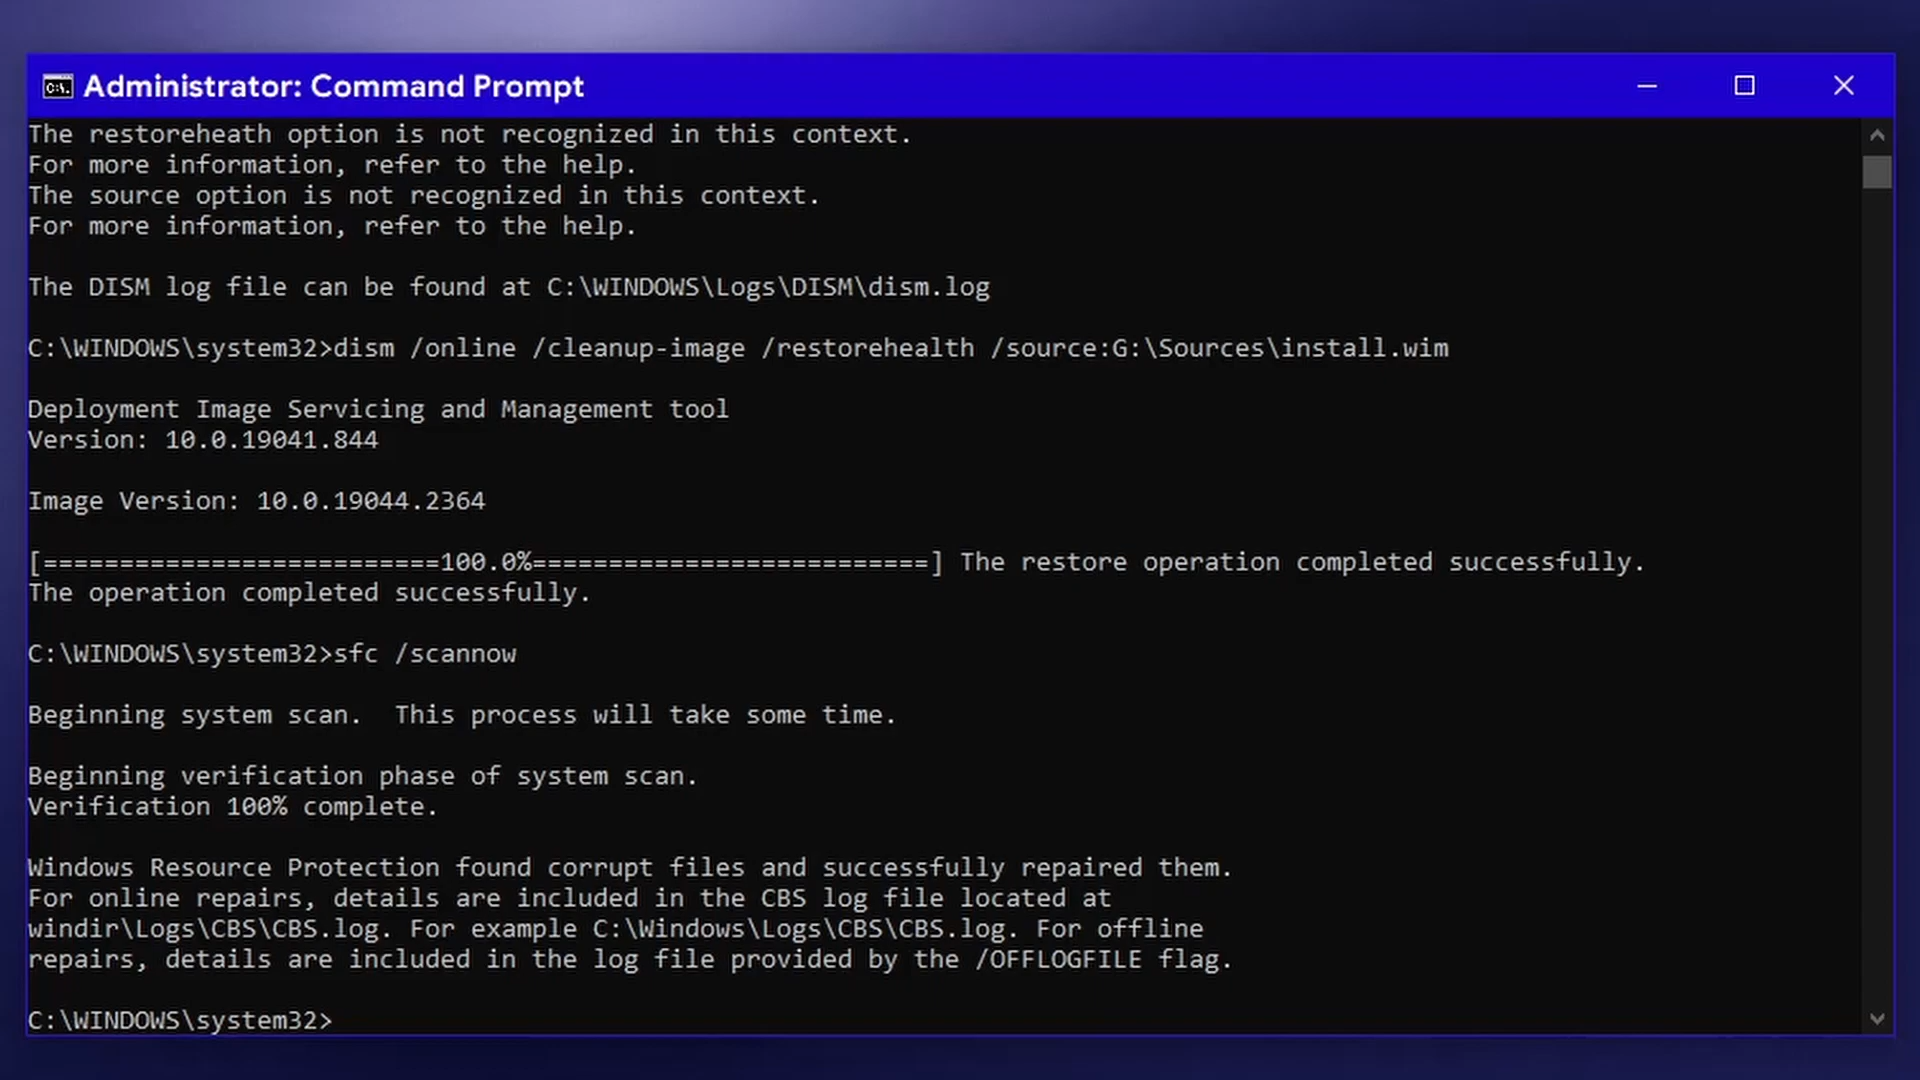 Administrator: Command Prompt
The restoreheath option is not recognized in this context.
For more information, refer to the help.
The source option is not recognized in this context.
For more information, refer to the help.
The DISM log file can be found at C:\WINDOWS\Logs\DISM\dism.log
C:\WINDOWS\system32>dism /online /cleanup-image /restorehealth /source:G:\Sources\install.wim
Deployment Image Servicing and Management tool
Version: 10.0.19041.844
Image Version: 10.0.19044.2364
[==========================100.0%==========================] The restore operation completed successfully.
The operation completed successfully.
C:\WINDOWS\system32>sfc /scannow
Beginning system scan.  This process will take some time.
Beginning verification phase of system scan.
Verification 100% complete.
Windows Resource Protection found corrupt files and successfully repaired them.
For online repairs, details are included in the CBS log file located at
windir\Logs\CBS\CBS.log. For example C:\Windows\Logs\CBS\CBS.log. For offline
repairs, details are included in the log file provided by the /OFFLOGFILE flag.
C:\WINDOWS\system32>